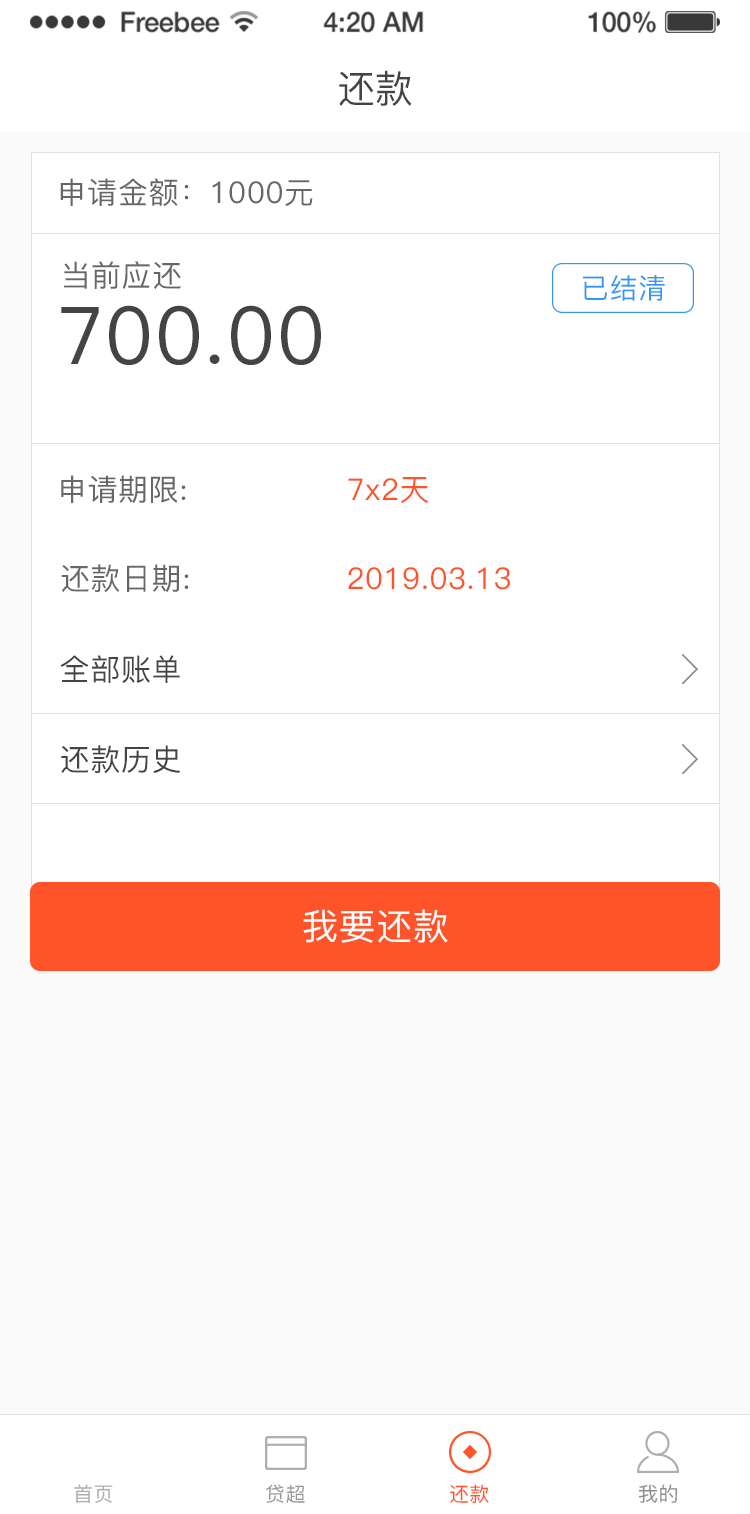 Freebee 4:20 AM 100%
还款
申请金额：1000元
当前应还
已结清
700.00
申请期限: 7x2天
还款日期: 2019.03.13
全部账单
还款历史
我要还款
首页 贷超 还款 我的